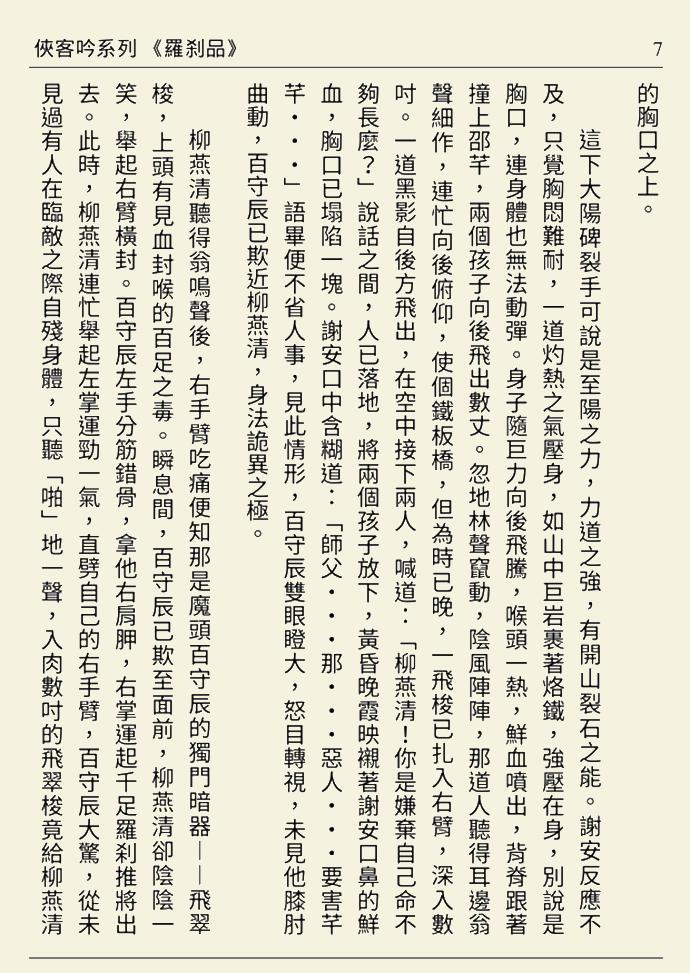 俠客吟系列 《羅刹品》
7
的胸口之上。
這下大陽碑裂手可說是至陽之力，力道之強，有開山裂石之能。謝安反應不
及，只覺胸悶難耐，一道灼熱之氣壓身，如山中巨岩裹著烙鐵，強壓在身，別說是
胸口，連身體也無法動彈。身子隨巨力向後飛騰，喉頭一熱，鮮血噴出，背脊跟著
撞上邵芊，兩個孩子向後飛出數丈。忽地林聲竄動，陰風陣陣，那道人聽得耳邊翁
聲細作，連忙向後俯仰，使個鐵板橋，但為時已晚，一飛梭已扎入右臂，深入數
吋。一道黑影自後方飛出，在空中接下兩人，喊道：「柳燕清！你是嫌棄自己命不
夠長麼？」說話之間，人已落地，將兩個孩子放下，黃昏晚霞映襯著謝安口鼻的鮮
血，胸口已塌陷一塊。謝安口中含糊道：「師父・・・那・・・惡人・・・要害芊
芊・・・」語畢便不省人事，見此情形，百守辰雙眼瞪大，怒目轉視，未見他膝肘
曲動，百守辰已欺近柳燕清，身法詭異之極。
柳燕清聽得翁鳴聲後，右手臂吃痛便知那是魔頭百守辰的獨門暗器——飛翠
梭，上頭有見血封喉的百足之毒。瞬息間，百守辰已欺至面前，柳燕清卻陰陰一
笑，舉起右臂橫封。百守辰左手分筋錯骨，拿他右肩胛，右掌運起千足羅刹推將出
去。此時，柳燕清連忙舉起左掌運勁一氣，直劈自己的右手臂，百守辰大驚，從未
見過有人在臨敵之際自殘身體，只聽「啪」地一聲，入肉數吋的飛翠梭竟給柳燕清